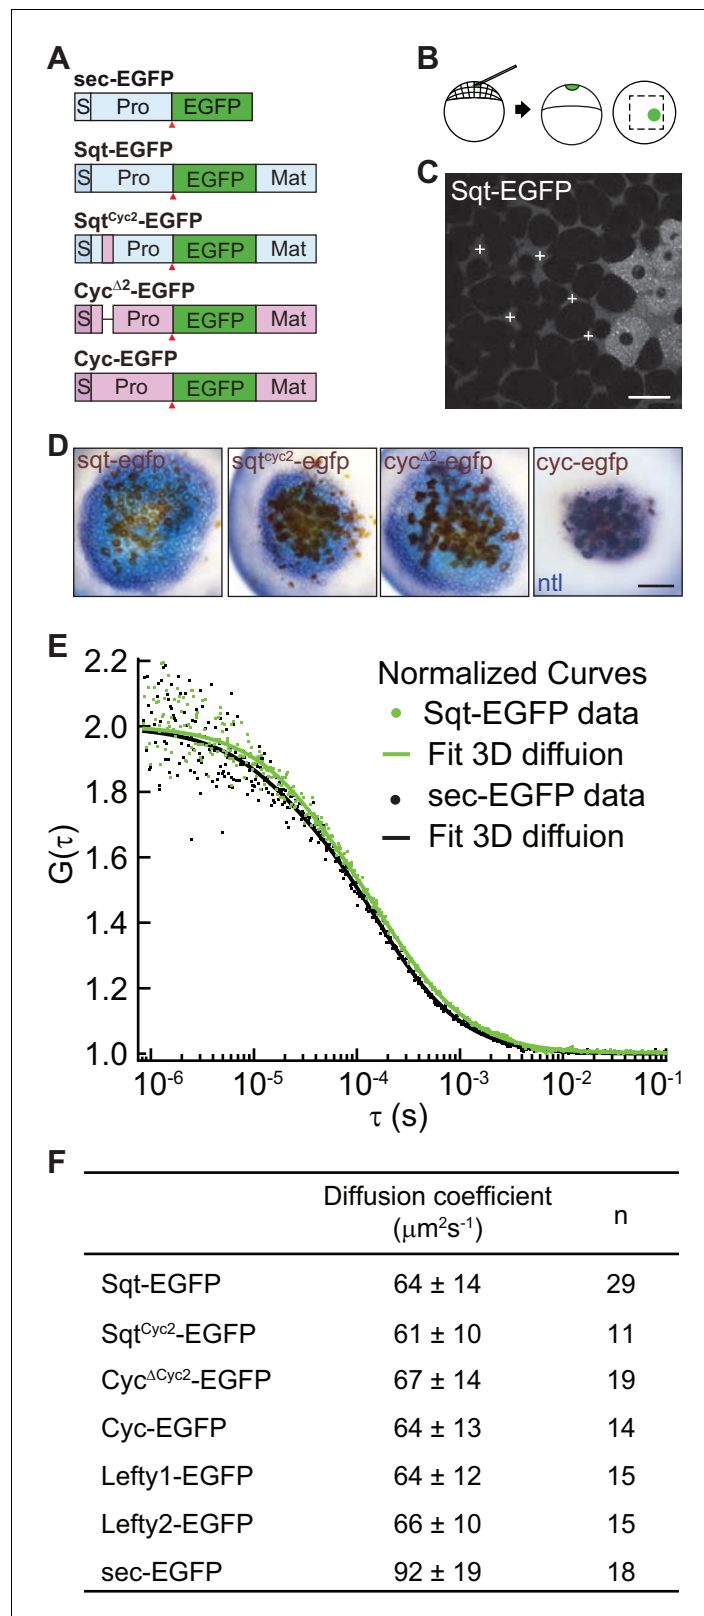 A
sec-EGFP
S Pro EGFP
Sqt-EGFP
S Pro EGFP Mat
Sqt^Cyc2-EGFP
S Pro EGFP Mat
Cyc^Δ2-EGFP
S Pro EGFP Mat
Cyc-EGFP
S Pro EGFP Mat
B
C
Sqt-EGFP
D
sqt-egfp
sqt^cyc2-egfp
cyc^Δ2-egfp
cyc-egfp
ntl
E
2.2
2.0
1.8
1.6
1.4
1.2
1.0
G(τ)
Normalized Curves
Sqt-EGFP data
Fit 3D diffuion
sec-EGFP data
Fit 3D diffuion
10^-6 10^-5 10^-4 10^-3 10^-2 10^-1
τ (s)
F
Diffusion coefficient
(μm²s⁻¹) n
Sqt-EGFP 64 ± 14 29
Sqt^Cyc2-EGFP 61 ± 10 11
Cyc^ΔCyc2-EGFP 67 ± 14 19
Cyc-EGFP 64 ± 13 14
Lefty1-EGFP 64 ± 12 15
Lefty2-EGFP 66 ± 10 15
sec-EGFP 92 ± 19 18